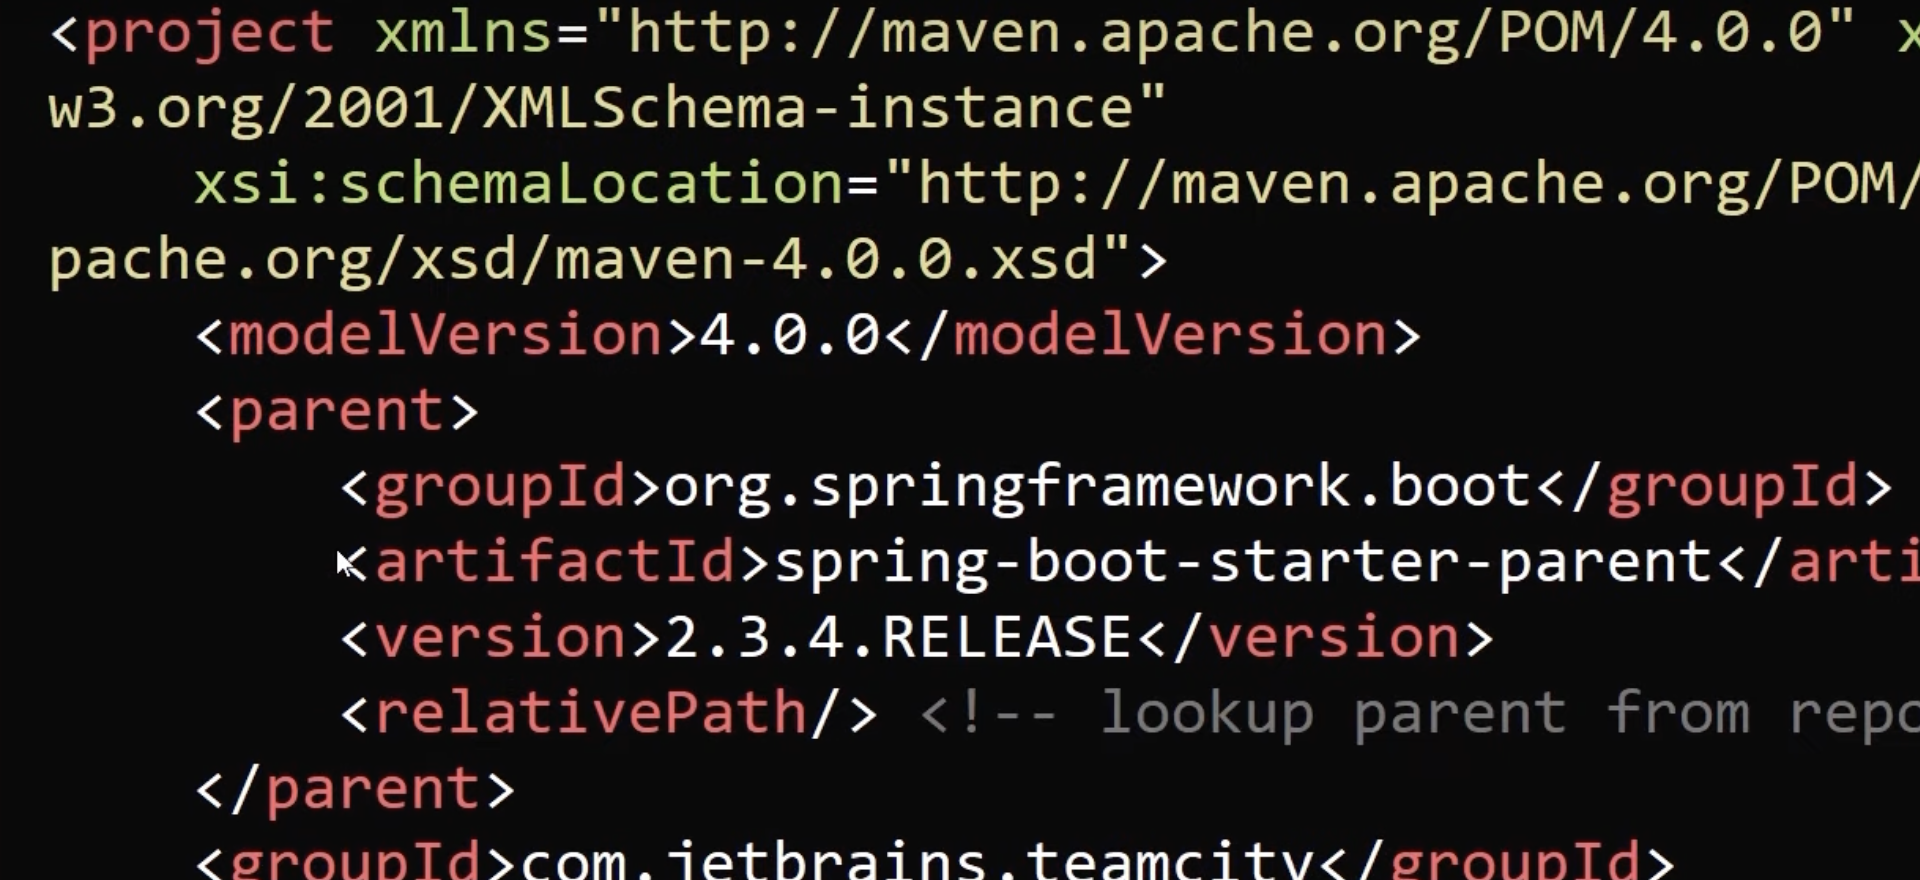 <project xmlns="http://maven.apache.org/POM/4.0.0" x
w3.org/2001/XMLSchema-instance"
xsi:schemaLocation="http://maven.apache.org/POM/
pache.org/xsd/maven-4.0.0.xsd">
<modelVersion>4.0.0</modelVersion>
<parent>
<groupId>org.springframework.boot</groupId>
<artifactId>spring-boot-starter-parent</arti
<version>2.3.4.RELEASE</version>
<relativePath/> <!-- lookup parent from repo
</parent>
<groupId>com.jetbrains.teamcity</groupId>